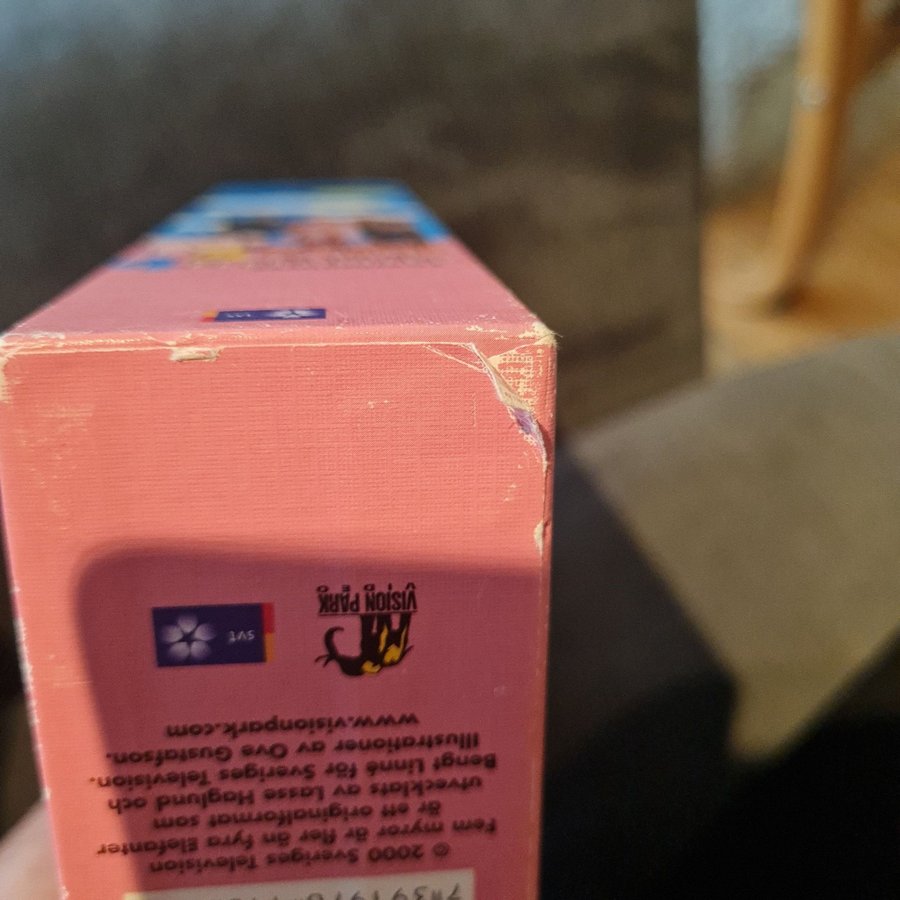 © 2000 Sveriges Television
Fem myror är fler än fyra Elefanter
är ett originalformat som
utvecklats av Lasse Haglund och
Bengt Linné för Sveriges Television.
Illustrationer av Ove Gustafson.
www.visionpark.com
svt
VISION PARK